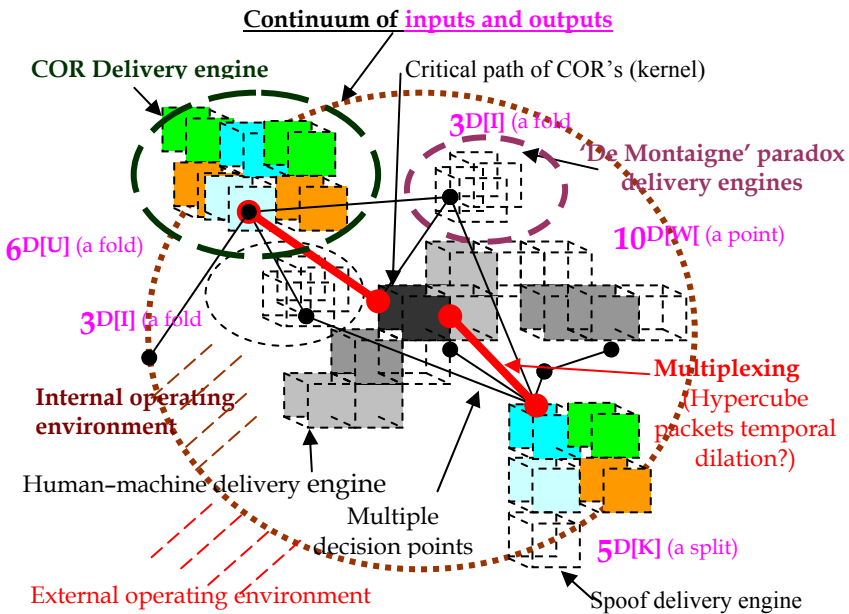 Continuum of inputs and outputs
COR Delivery engine
Critical path of COR's (kernel)
3D[I] (a fold
'De Montaigne' paradox
delivery engines
6D[U] (a fold)
10D[W[ (a point)
3D[I] (a fold
Internal operating
environment
Multiplexing
(Hypercube
packets temporal
dilation?)
Human–machine delivery engine
Multiple
decision points
5D[K] (a split)
External operating environment
Spoof delivery engine